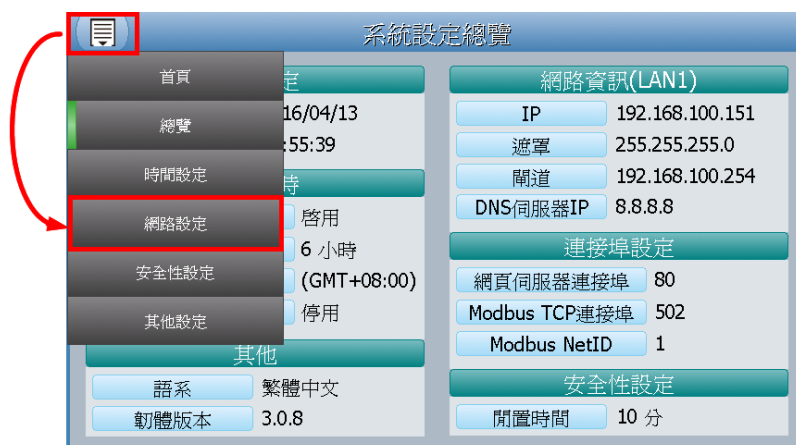 系統設定總覽
首頁
總覽
時間設定
網路設定
安全性設定
其他設定
定
16/04/13
:55:39
時
啓用
6 小時
(GMT+08:00)
停用
其他
語系 繁體中文
韌體版本 3.0.8
網路資訊(LAN1)
IP 192.168.100.151
遮罩 255.255.255.0
閘道 192.168.100.254
DNS伺服器IP 8.8.8.8
連接埠設定
網頁伺服器連接埠 80
Modbus TCP連接埠 502
Modbus NetID 1
安全性設定
閒置時間 10 分